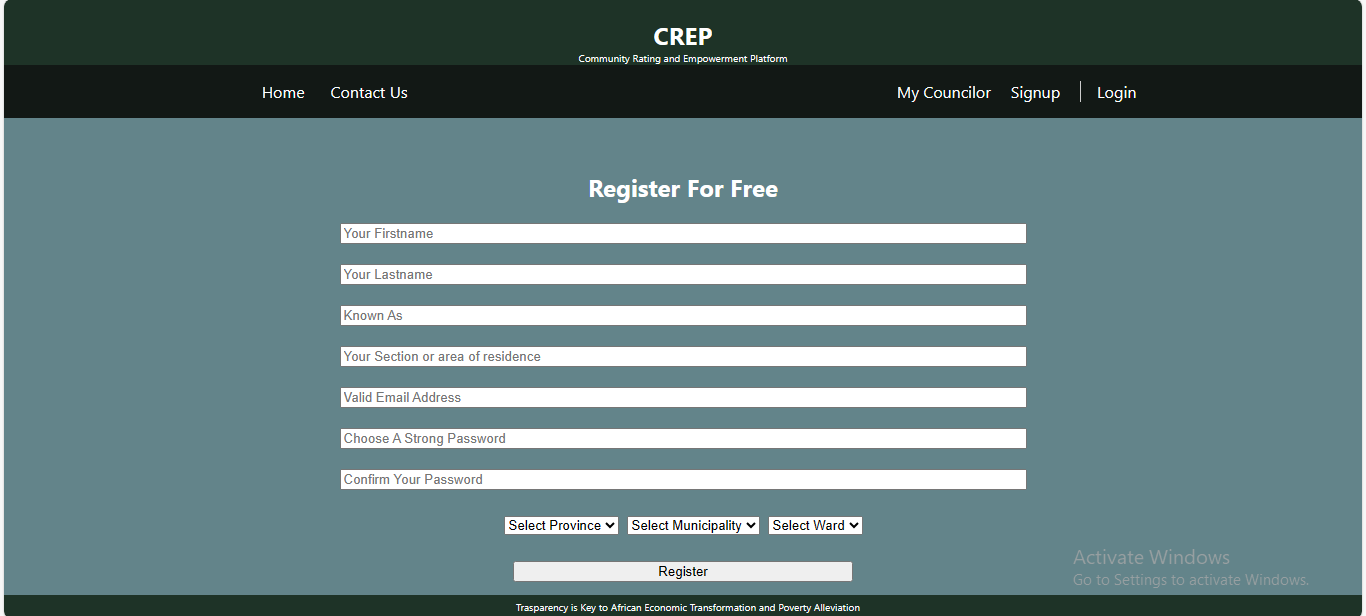 CREP
Community Rating and Empowerment Platform
Home Contact Us My Councilor Signup Login
Register For Free
Your Firstname
Your Lastname
Known As
Your Section or area of residence
Valid Email Address
Choose A Strong Password
Confirm Your Password
Select Province Select Municipality Select Ward
Activate Windows
Register
Go to Settings to activate Windows.
Trasparency is Key to African Economic Transformation and Poverty Alleviation